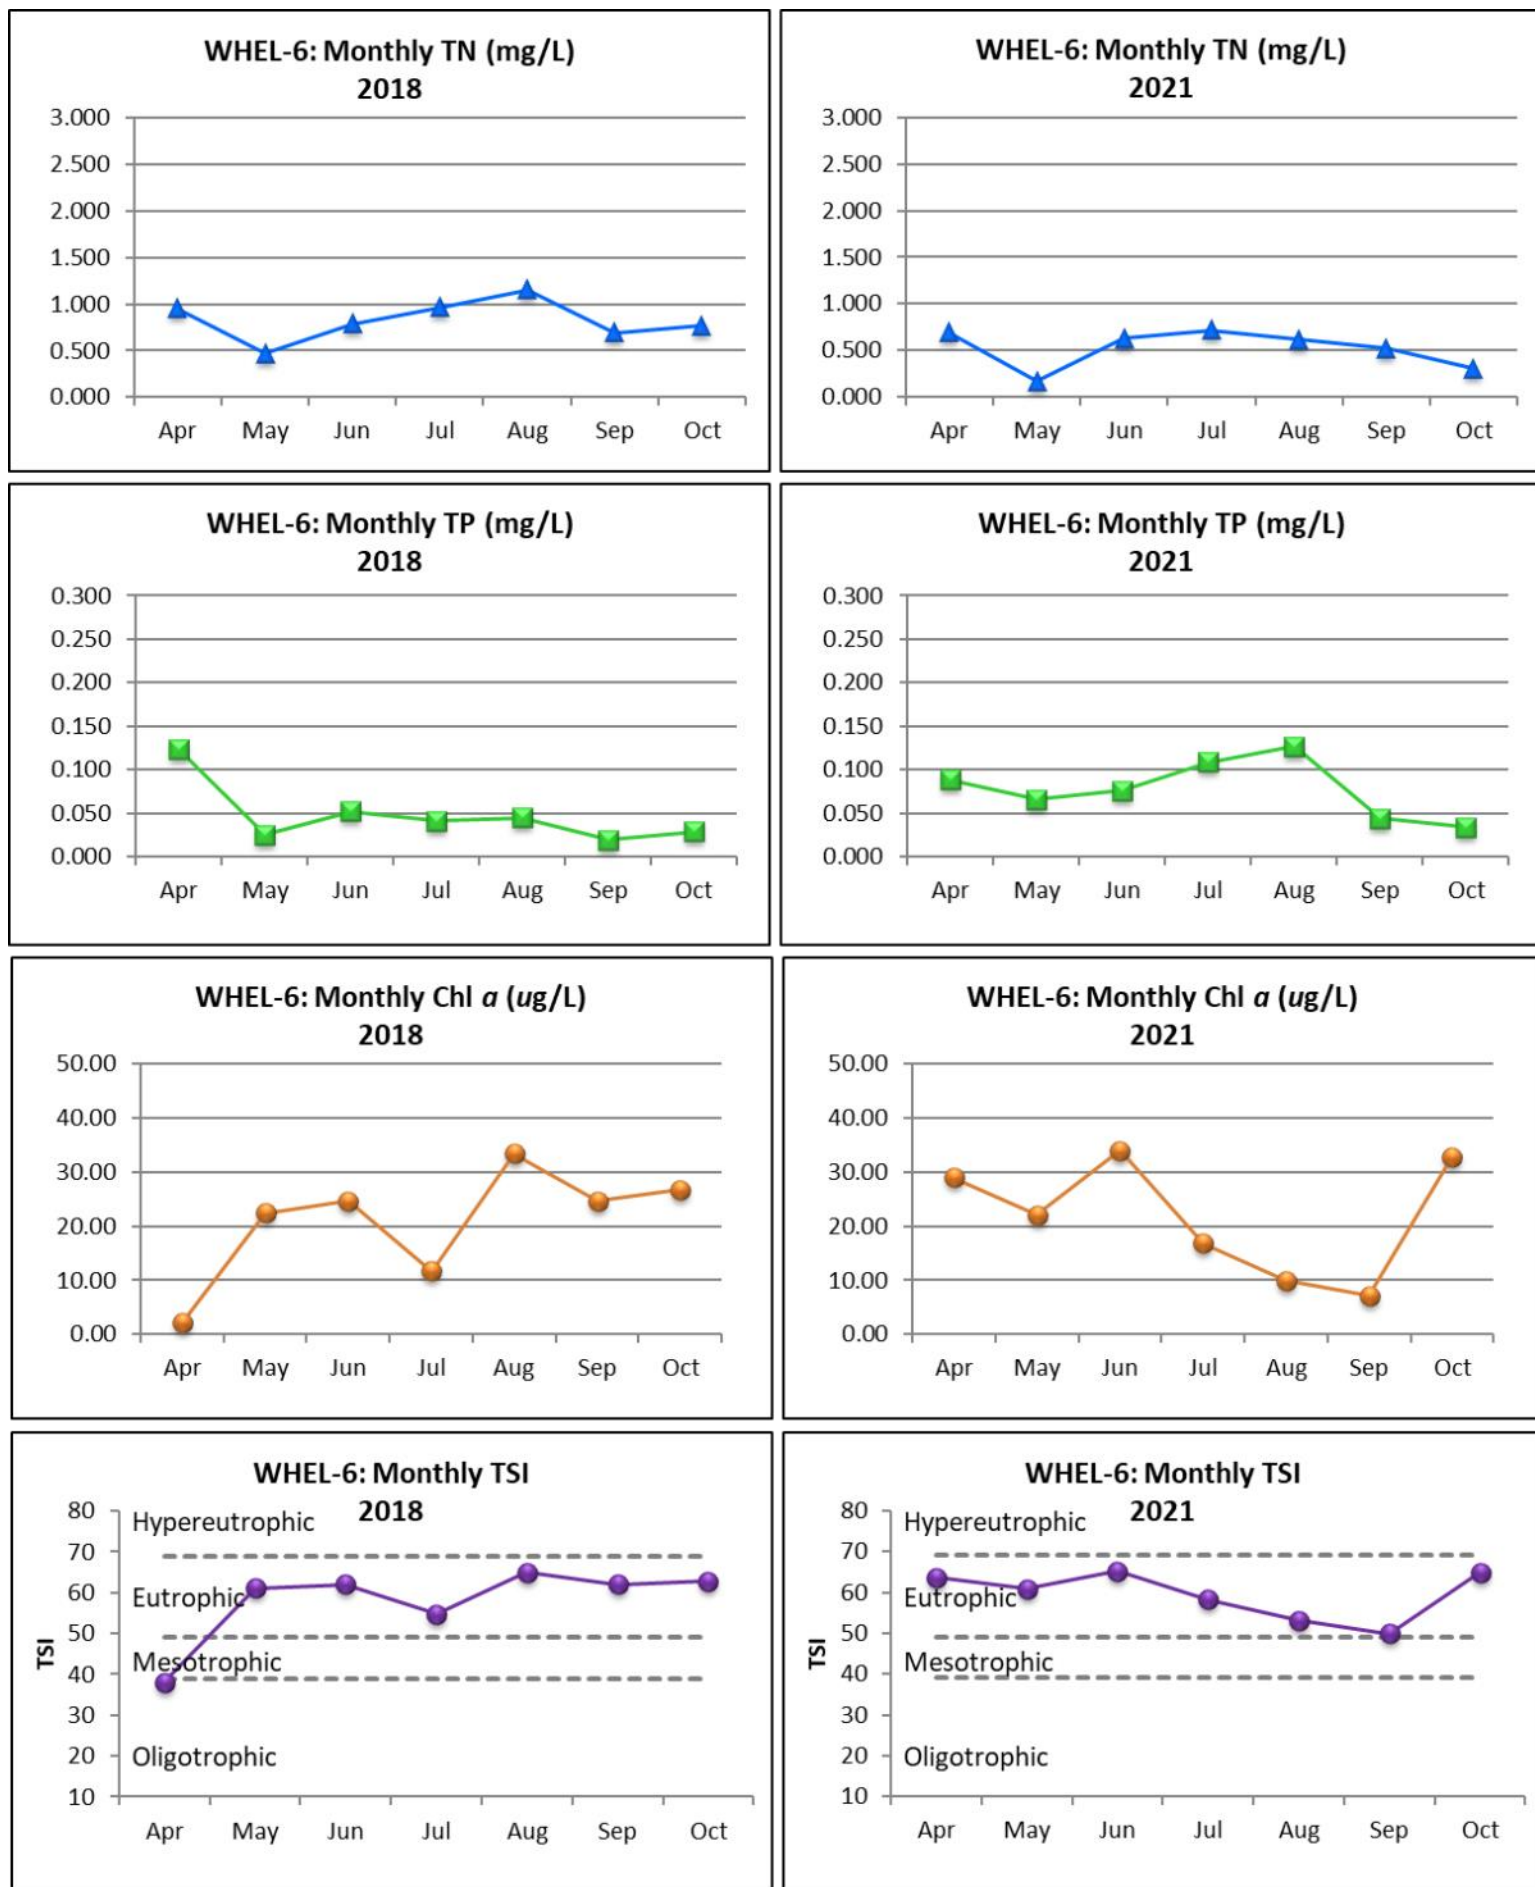 WHEL-6: Monthly TN (mg/L)
2018
3.000
2.500
2.000
1.500
1.000
0.500
0.000
Apr May Jun Jul Aug Sep Oct
WHEL-6: Monthly TN (mg/L)
2021
3.000
2.500
2.000
1.500
1.000
0.500
0.000
Apr May Jun Jul Aug Sep Oct
WHEL-6: Monthly TP (mg/L)
2018
0.300
0.250
0.200
0.150
0.100
0.050
0.000
Apr May Jun Jul Aug Sep Oct
WHEL-6: Monthly TP (mg/L)
2021
0.300
0.250
0.200
0.150
0.100
0.050
0.000
Apr May Jun Jul Aug Sep Oct
WHEL-6: Monthly Chl a (ug/L)
2018
50.00
40.00
30.00
20.00
10.00
0.00
Apr May Jun Jul Aug Sep Oct
WHEL-6: Monthly Chl a (ug/L)
2021
50.00
40.00
30.00
20.00
10.00
0.00
Apr May Jun Jul Aug Sep Oct
WHEL-6: Monthly TSI
2018
80
Hypereutrophic
70
60
Eutrophic
50
TSI
Mesotrophic
40
30
20
Oligotrophic
10
Apr May Jun Jul Aug Sep Oct
WHEL-6: Monthly TSI
2021
80
Hypereutrophic
70
60
Eutrophic
50
TSI
Mesotrophic
40
30
20
Oligotrophic
10
Apr May Jun Jul Aug Sep Oct